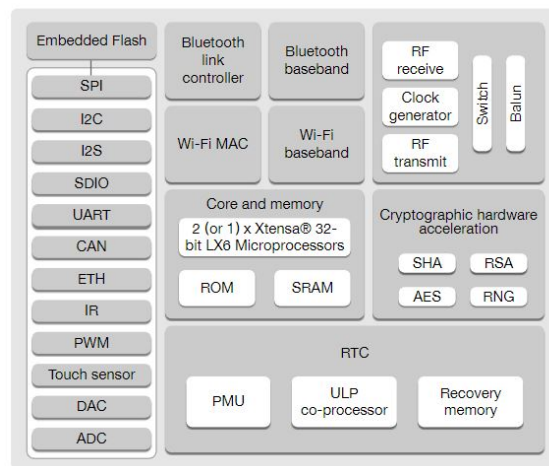 Embedded Flash
SPI
I2C
I2S
SDIO
UART
CAN
ETH
IR
PWM
Touch sensor
DAC
ADC
Bluetooth
link
controller
Bluetooth
baseband
Wi-Fi MAC
Wi-Fi
baseband
RF
receive
Clock
generator
RF
transmit
Switch
Balun
Core and memory
2 (or 1) x Xtensa® 32-
bit LX6 Microprocessors
ROM
SRAM
Cryptographic hardware
acceleration
SHA
RSA
AES
RNG
RTC
PMU
ULP
co-processor
Recovery
memory